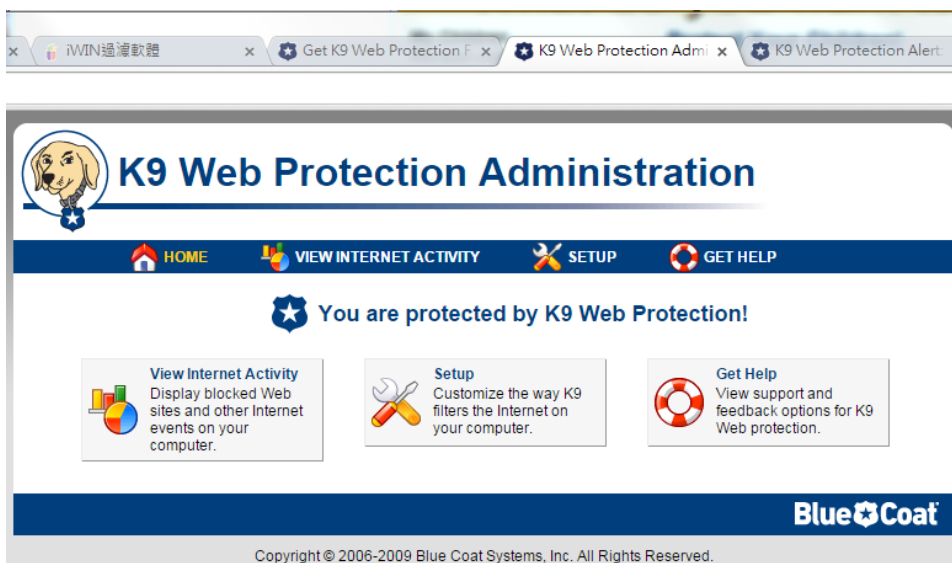 iWIN過濾軟體
Get K9 Web Protection F
K9 Web Protection Admi
K9 Web Protection Alert
K9 Web Protection Administration
HOME
VIEW INTERNET ACTIVITY
SETUP
GET HELP
You are protected by K9 Web Protection!
View Internet Activity
Display blocked Web
sites and other Internet
events on your
computer.
Setup
Customize the way K9
filters the Internet on
your computer.
Get Help
View support and
feedback options for K9
Web protection.
Blue Coat
Copyright © 2006-2009 Blue Coat Systems, Inc. All Rights Reserved.